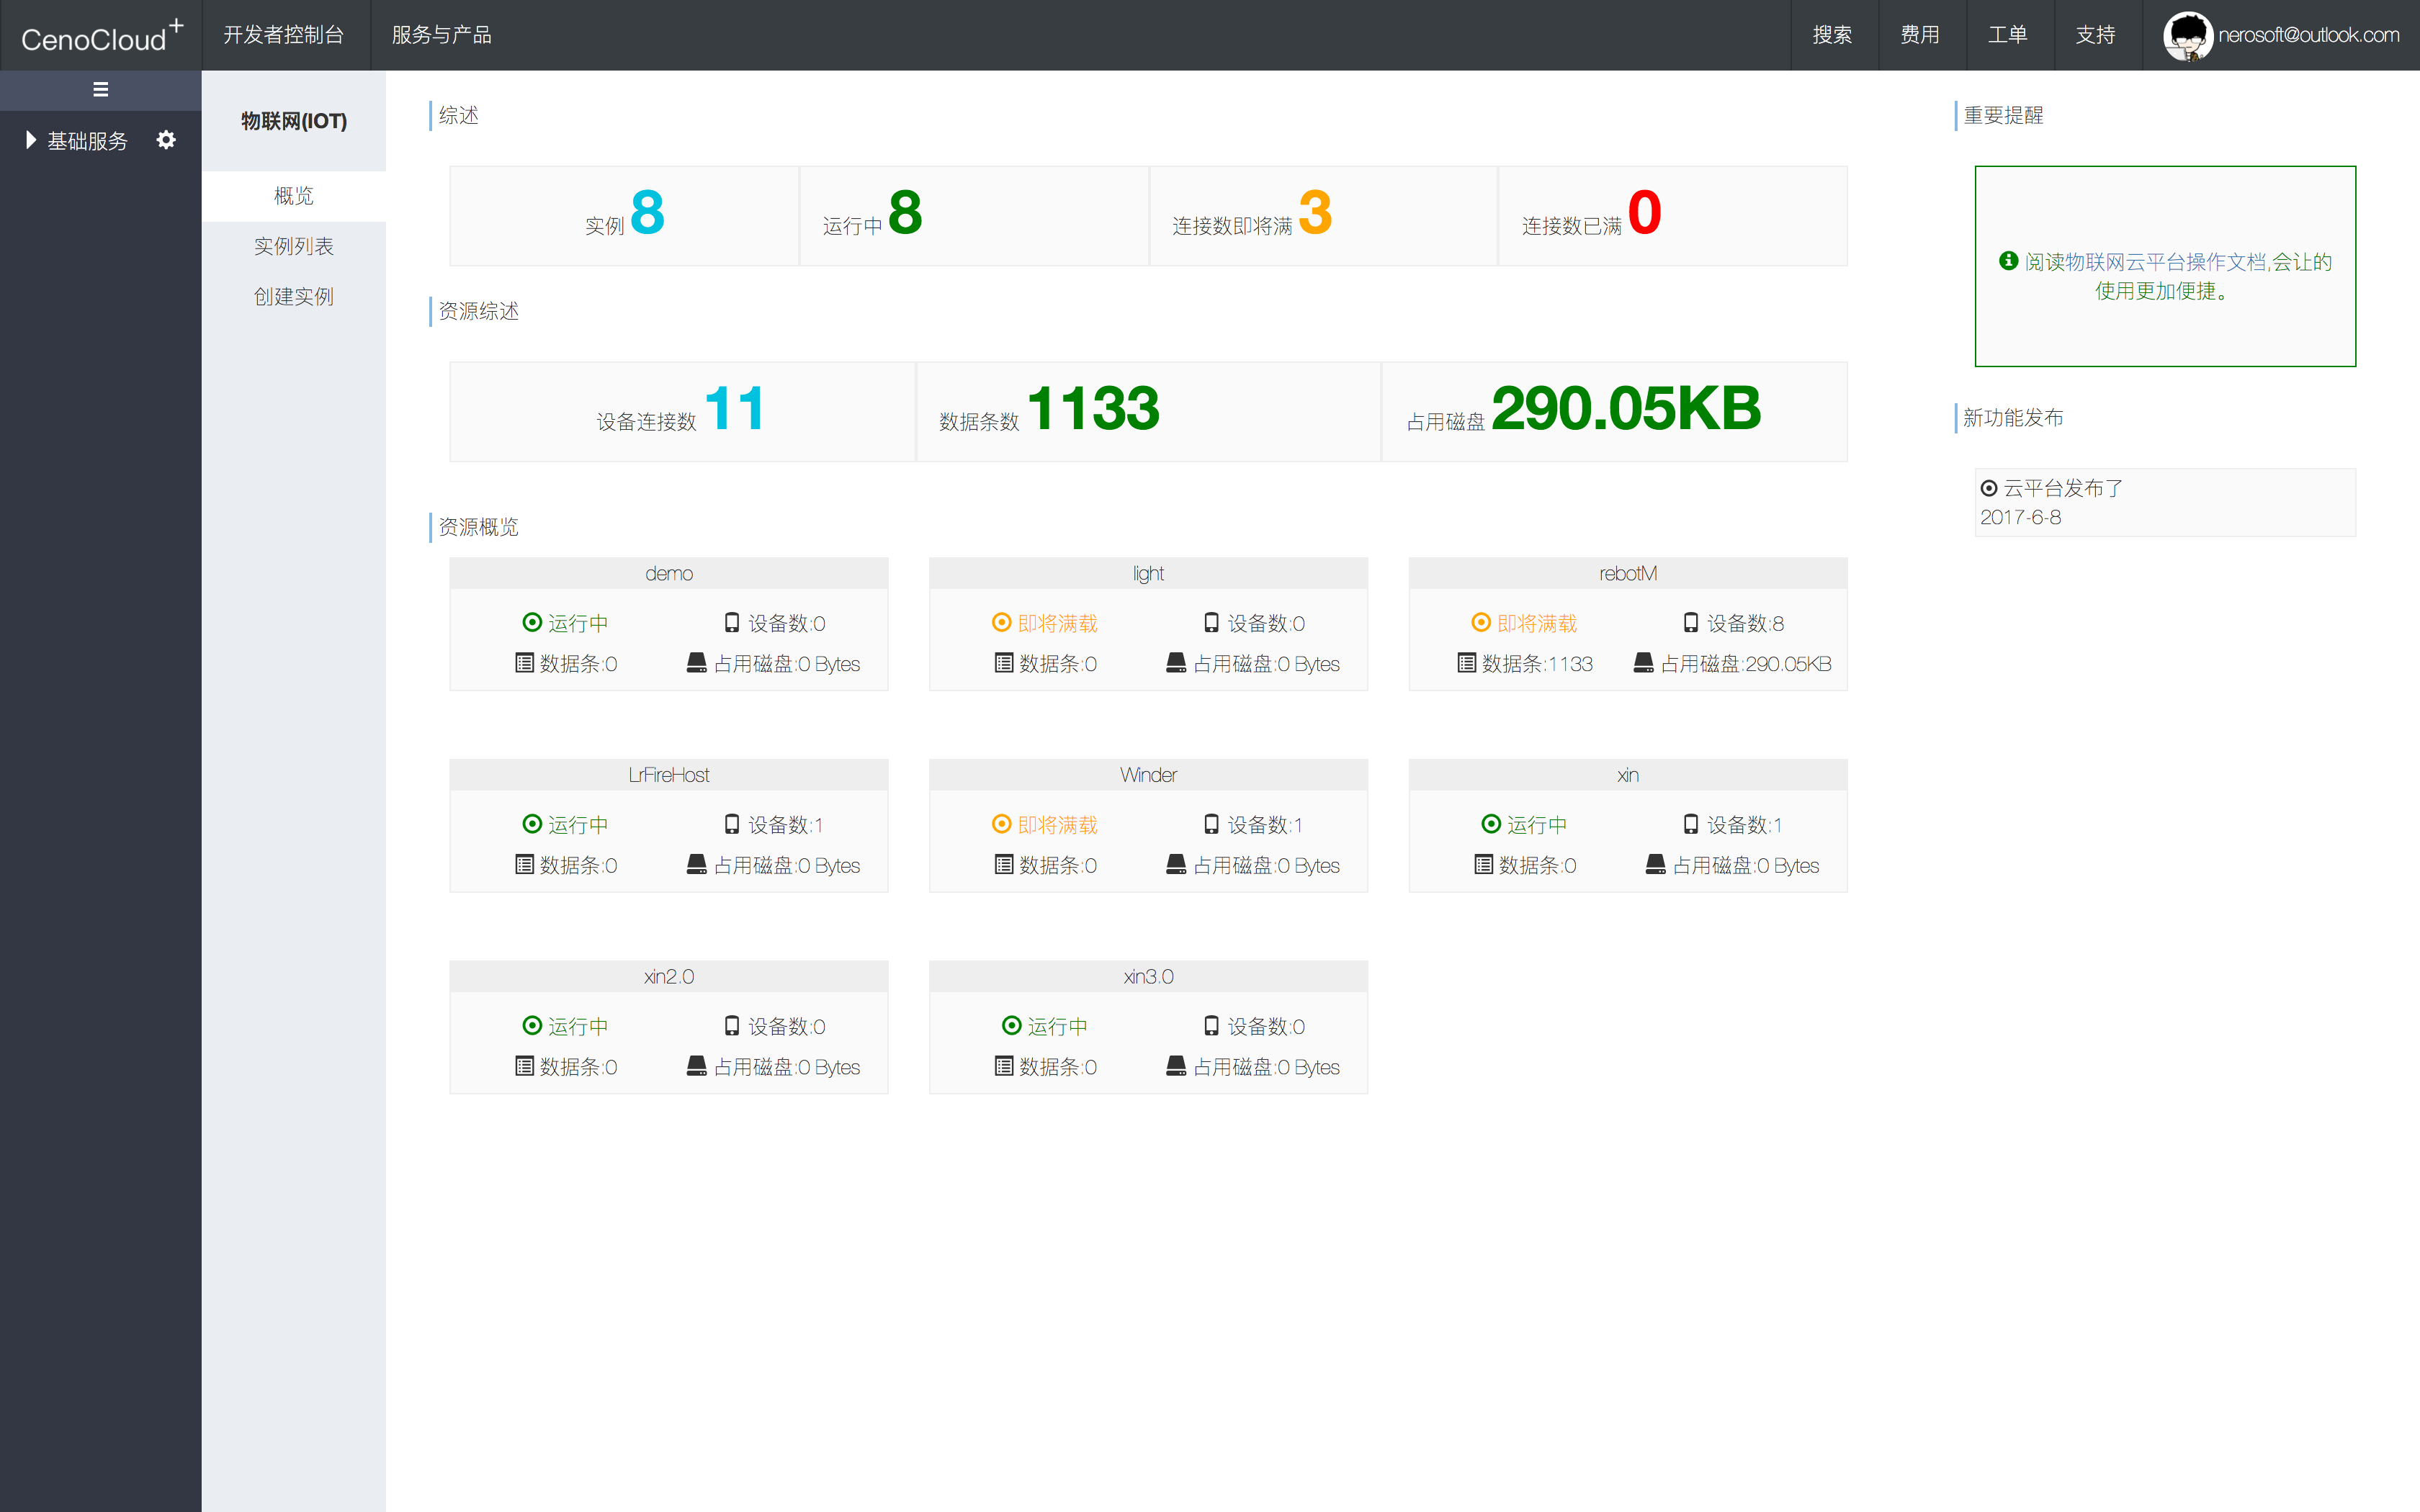 CenoCloud+
开发者控制台
服务与产品
搜索
费用
工单
支持
nerosoft@outlook.com
基础服务
物联网(IOT)
概览
实例列表
创建实例
综述
实例 8
运行中 8
连接数即将满 3
连接数已满 0
资源综述
设备连接数 11
数据条数 1133
占用磁盘 290.05KB
资源概览
demo
运行中 设备数:0
数据条:0 占用磁盘:0 Bytes
light
即将满载 设备数:0
数据条:0 占用磁盘:0 Bytes
rebotM
即将满载 设备数:8
数据条:1133 占用磁盘:290.05KB
LrFireHost
运行中 设备数:1
数据条:0 占用磁盘:0 Bytes
Winder
即将满载 设备数:1
数据条:0 占用磁盘:0 Bytes
xin
运行中 设备数:1
数据条:0 占用磁盘:0 Bytes
xin2.0
运行中 设备数:0
数据条:0 占用磁盘:0 Bytes
xin3.0
运行中 设备数:0
数据条:0 占用磁盘:0 Bytes
重要提醒
阅读物联网云平台操作文档,会让的
使用更加便捷。
新功能发布
云平台发布了
2017-6-8